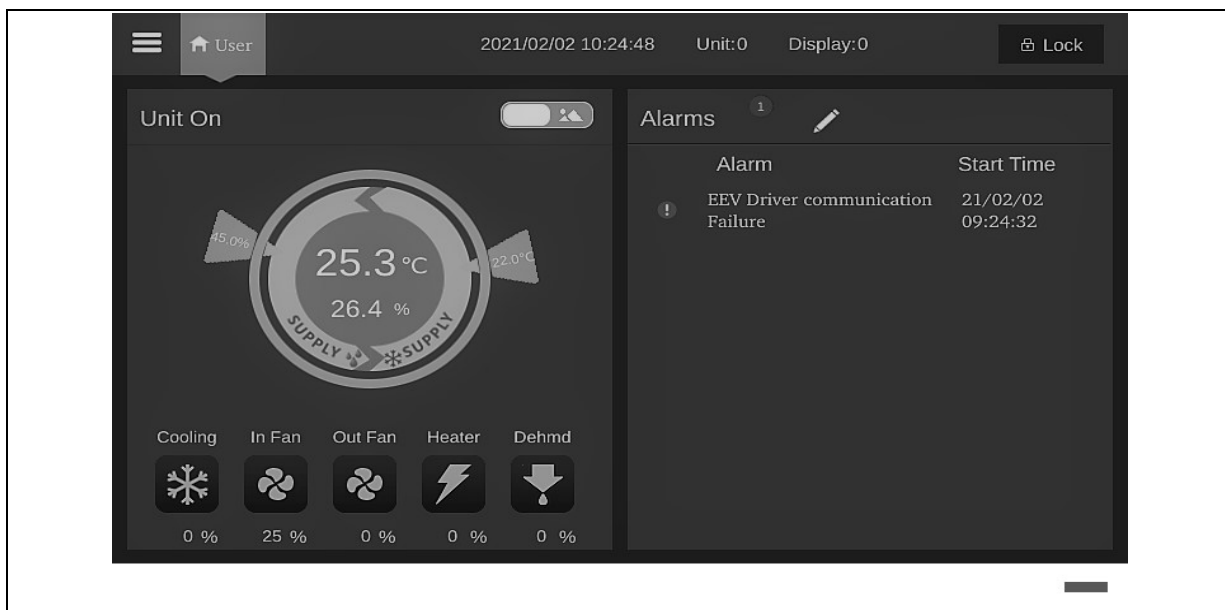 User 2021/02/02 10:24:48 Unit:0 Display:0 Lock
Unit On
45.0%
22.0°C
25.3 °C
26.4 %
SUPPLY SUPPLY
Cooling In Fan Out Fan Heater Dehmd
0 % 25 % 0 % 0 % 0 %
Alarms 1
Alarm Start Time
EEV Driver communication 21/02/02
Failure 09:24:32